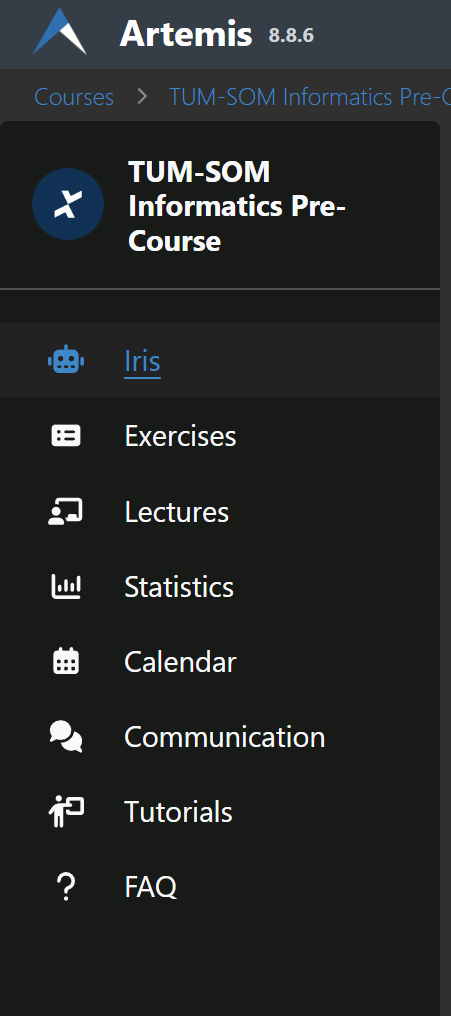 Artemis 8.8.6
Courses > TUM-SOM Informatics Pre-C
TUM-SOM
Informatics Pre-
Course
Iris
Exercises
Lectures
Statistics
Calendar
Communication
Tutorials
FAQ